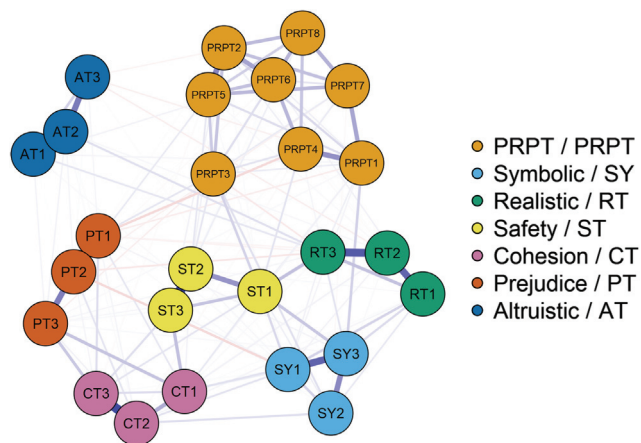 PRPT8
PRPT2
PRPT6
PRPT7
PRPT5
AT3
AT2
AT1
PRPT4
PRPT1
PRPT3
PT1
PT2
PT3
ST2
ST1
ST3
RT3
RT2
RT1
SY3
SY1
SY2
CT3
CT1
CT2
PRPT / PRPT
Symbolic / SY
Realistic / RT
Safety / ST
Cohesion / CT
Prejudice / PT
Altruistic / AT